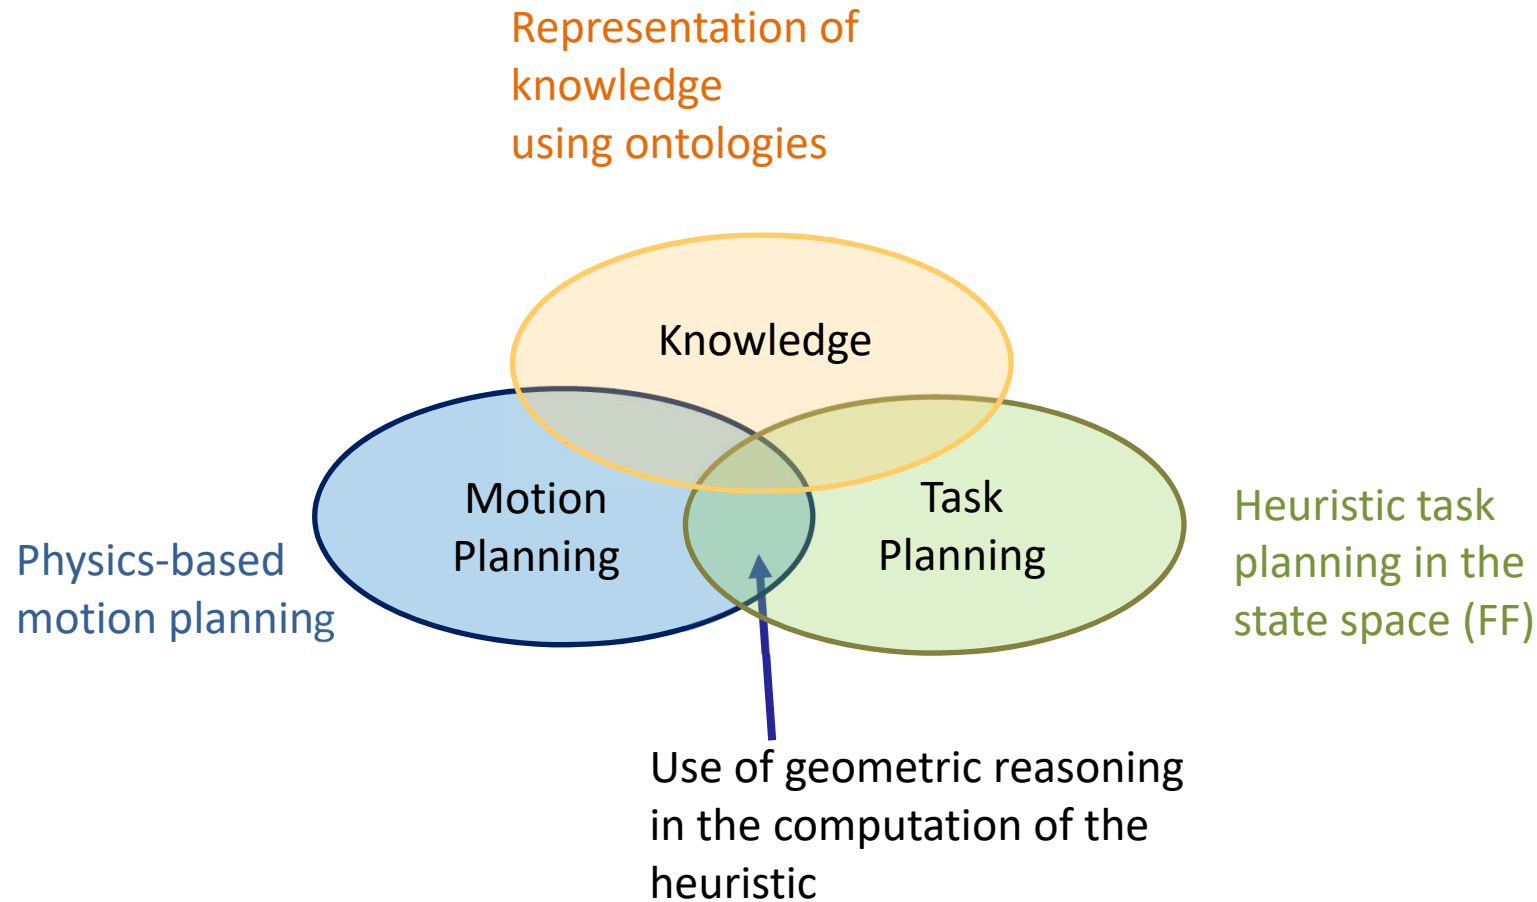 Representation of
knowledge
using ontologies
Knowledge
Motion
Planning
Task
Planning
Physics-based
motion planning
Heuristic task
planning in the
state space (FF)
Use of geometric reasoning
in the computation of the
heuristic